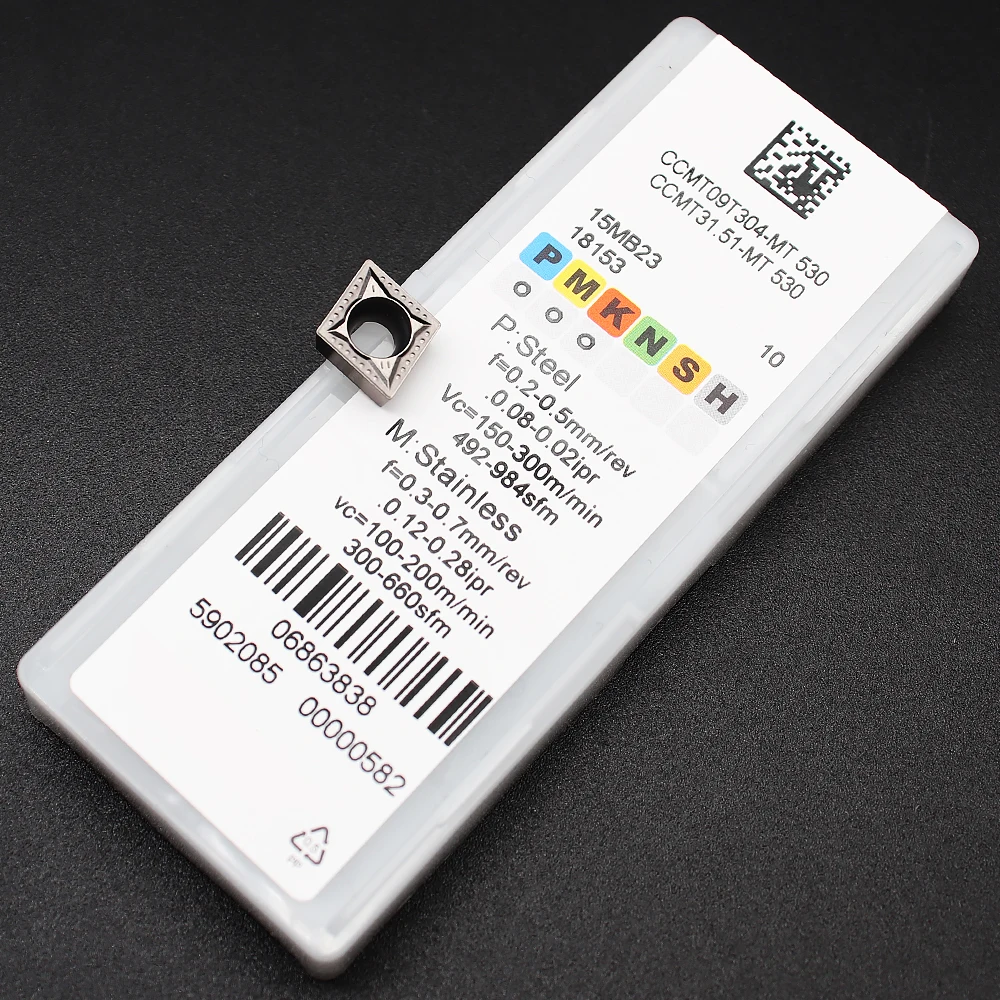 CCMT09T304-MT 530
CCMT31.51-MT 530
15MB23
18153
10
P M K N S H
P:Steel
f=0.2-0.5mm/rev
.0.08-0.02ipr
Vc=150-300m/min
492-984sfm
M:Stainless
f=0.3-0.7mm/rev
.0.12-0.28ipr
vc=100-200m/min
300-660sfm
06863838
5902085 00000582